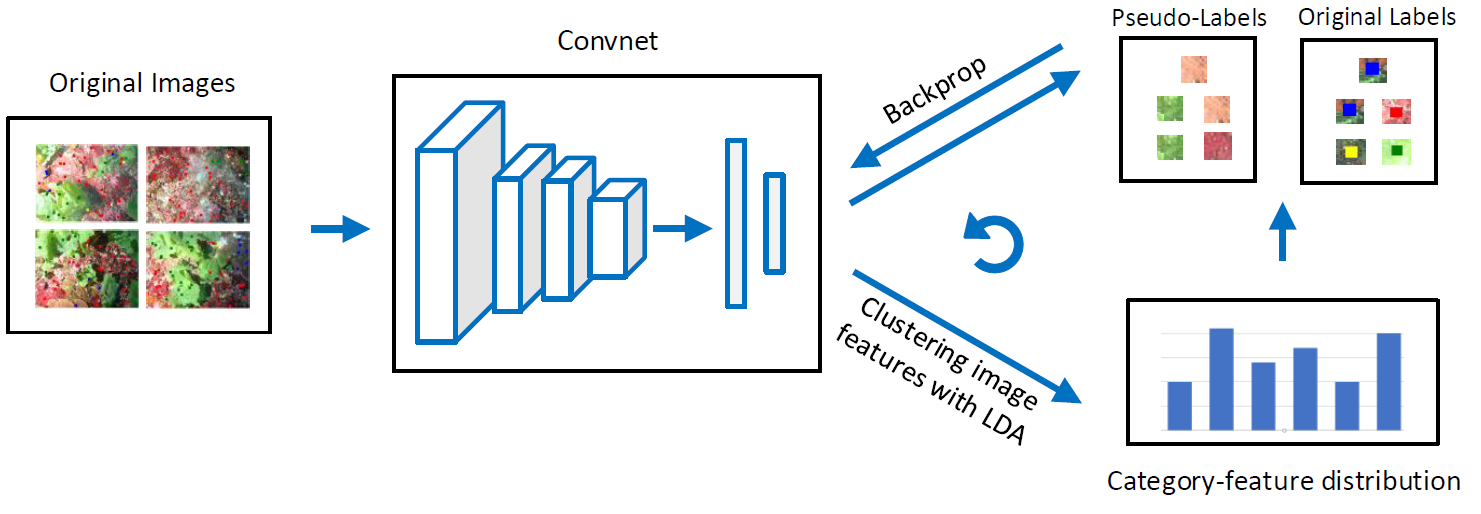 Original Images
Convnet
Backprop
Pseudo-Labels
Original Labels
Clustering image
features with LDA
Category-feature distribution